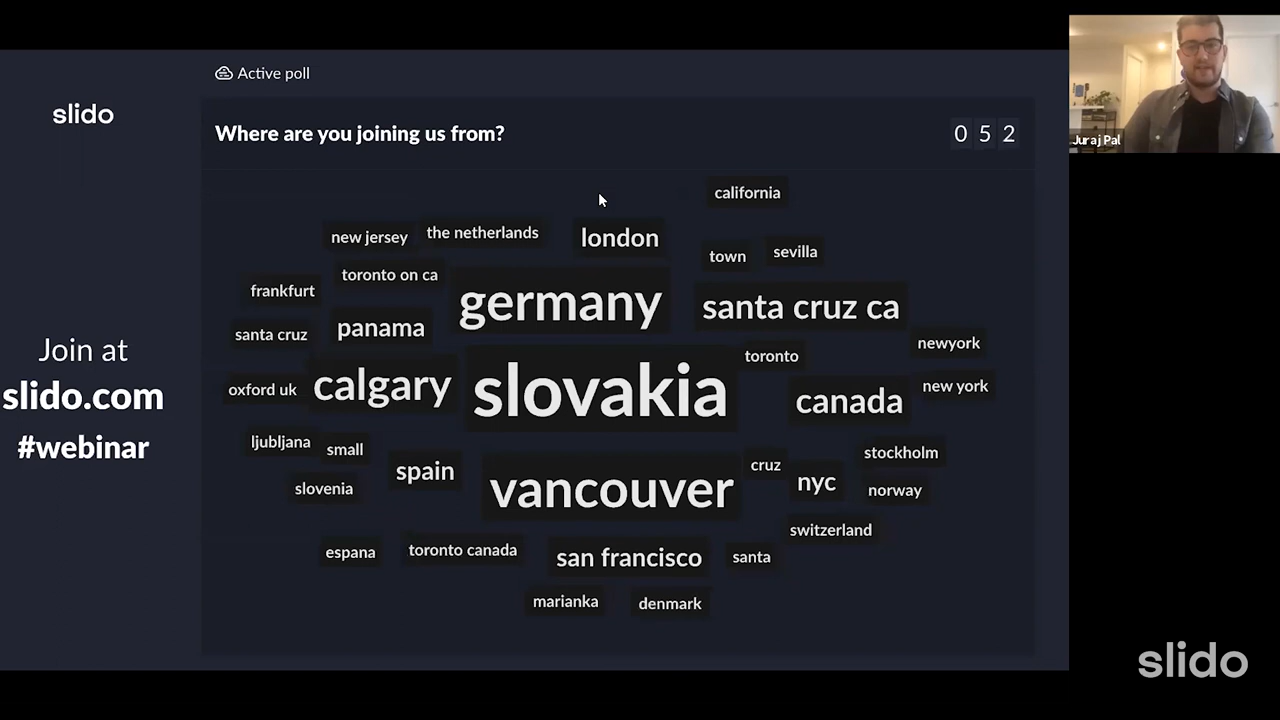 Active poll
slido
Where are you joining us from?
0 5 2
california
new jersey
the netherlands
london
town
sevilla
toronto on ca
frankfurt
germany
santa cruz ca
santa cruz
panama
newyork
toronto
Join at
slido.com
#webinar
oxford uk
calgary
slovakia
canada
new york
ljubljana
small
spain
cruz
stockholm
slovenia
vancouver
nyc
norway
switzerland
espana
toronto canada
san francisco
santa
marianka
denmark
Juraj Pal
slido